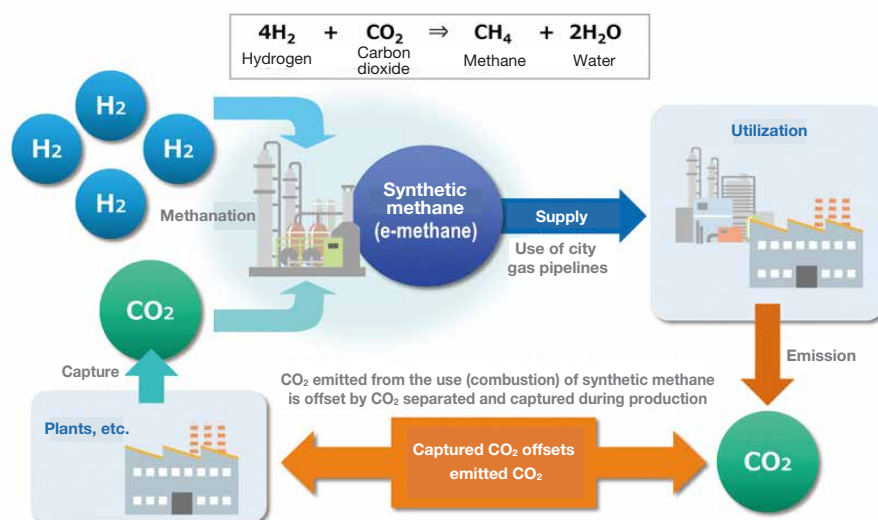 4H₂ + CO₂ ⇒ CH₄ + 2H₂O
Hydrogen Carbon Methane Water
dioxide
H₂
H₂
H₂
H₂
Methanation
Synthetic
methane
(e-methane)
Supply
Use of city
gas pipelines
Utilization
CO₂
Capture
Emission
CO₂ emitted from the use (combustion) of synthetic methane
is offset by CO₂ separated and captured during production
Plants, etc.
Captured CO₂ offsets
emitted CO₂
CO₂